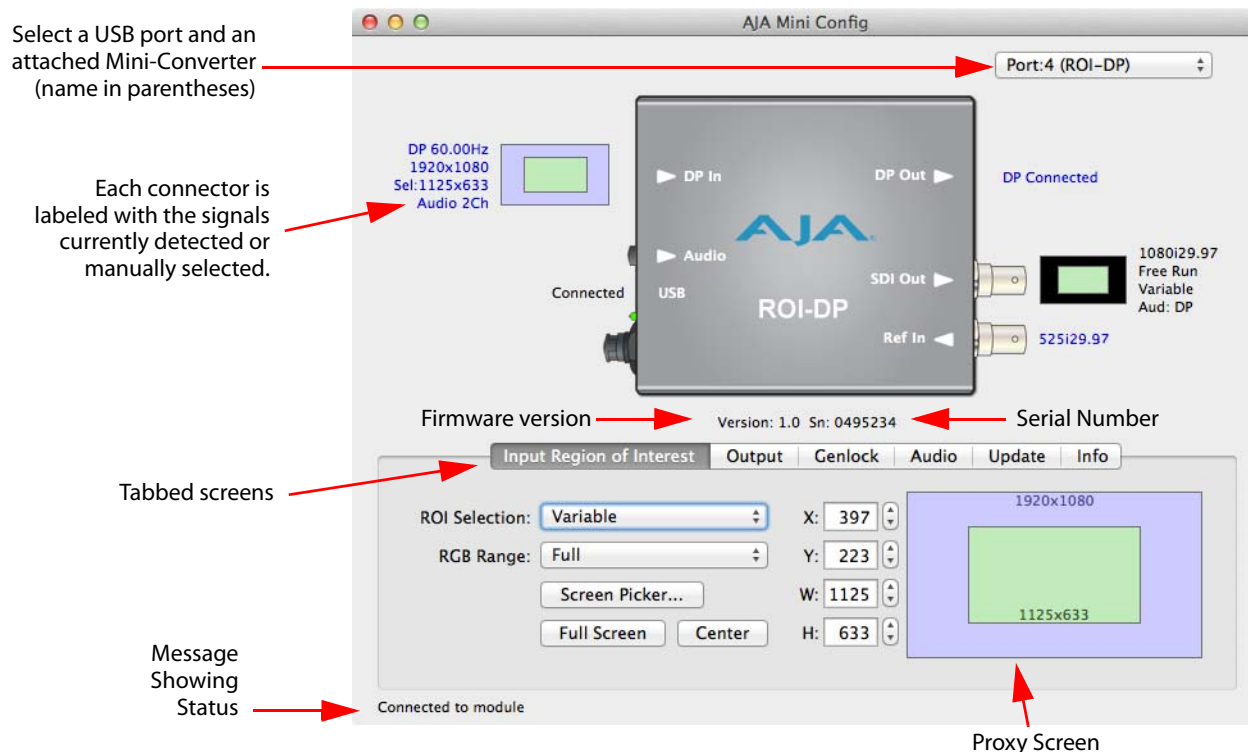 AJA Mini Config
Select a USB port and an
attached Mini-Converter
(name in parentheses)
Port:4 (ROI-DP)
DP 60.00Hz
1920x1080
Sel:1125x633
Audio 2Ch
Each connector is
labeled with the signals
currently detected or
manually selected.
DP In
DP Out
DP Connected
AJA
Audio
SDI Out
1080i29.97
Free Run
Variable
Aud: DP
Connected
USB
ROI-DP
Ref In
525i29.97
Firmware version
Version: 1.0 Sn: 0495234
Serial Number
Input Region of Interest
Output
Genlock
Audio
Update
Info
Tabbed screens
ROI Selection:
Variable
X:
397
RGB Range:
Full
Y:
223
Screen Picker...
W:
1125
Full Screen
Center
H:
633
1920x1080
1125x633
Message
Showing
Status
Connected to module
Proxy Screen